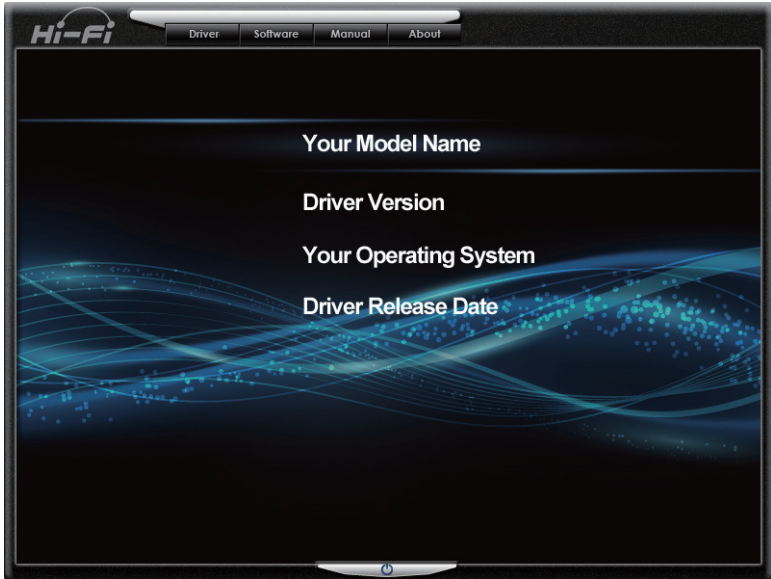 Hi-Fi
Driver Software Manual About
Your Model Name
Driver Version
Your Operating System
Driver Release Date